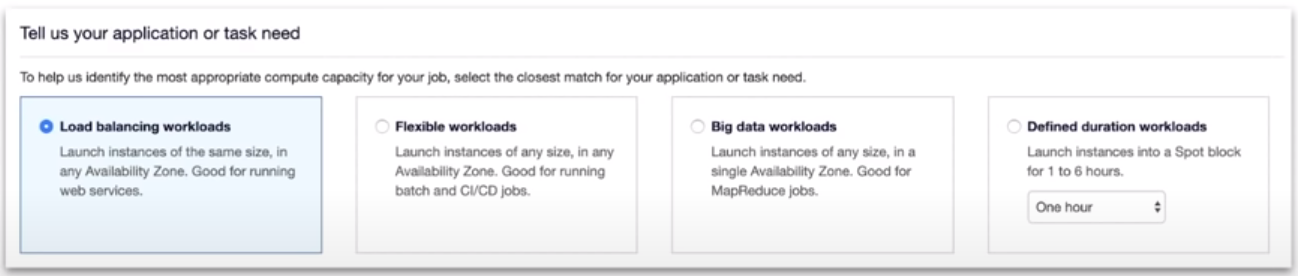 Tell us your application or task need
To help us identify the most appropriate compute capacity for your job, select the closest match for your application or task need.
Load balancing workloads
Launch instances of the same size, in
any Availability Zone. Good for running
web services.
Flexible workloads
Launch instances of any size, in any
Availability Zone. Good for running
batch and CI/CD jobs.
Big data workloads
Launch instances of any size, in a
single Availability Zone. Good for
MapReduce jobs.
Defined duration workloads
Launch instances into a Spot block
for 1 to 6 hours.
One hour